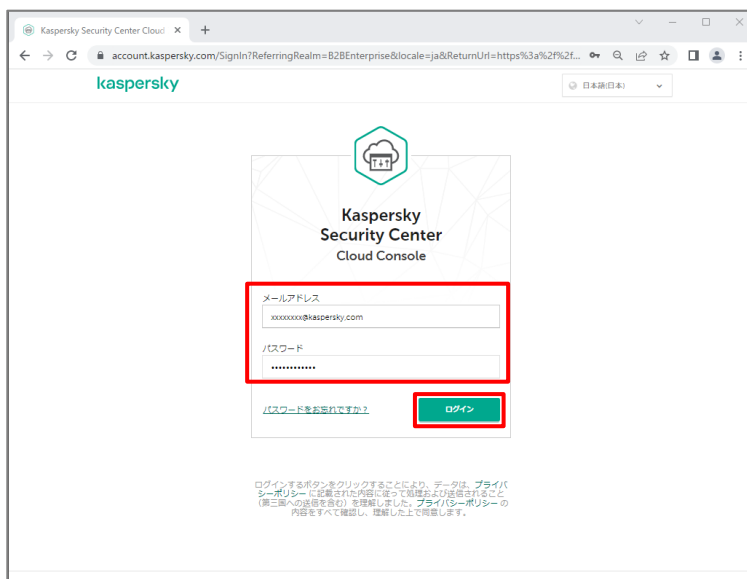 Kaspersky Security Center Cloud
account.kaspersky.com/SignIn?ReferringRealm=B2BEnterprise&locale=ja&ReturnUrl=https%3a%2f%2f...
kaspersky
日本語(日本)
Kaspersky
Security Center
Cloud Console
メールアドレス
xxxxxxxx@kaspersky.com
パスワード
••••••••••••
パスワードをお忘れですか？
ログイン
ログインするボタンをクリックすることにより、データは、プライバ
シーポリシー に記載された内容に従って処理および送信されること
（第三国への送信を含む）を理解しました。プライバシーポリシー の
内容をすべて確認し、理解した上で同意します。